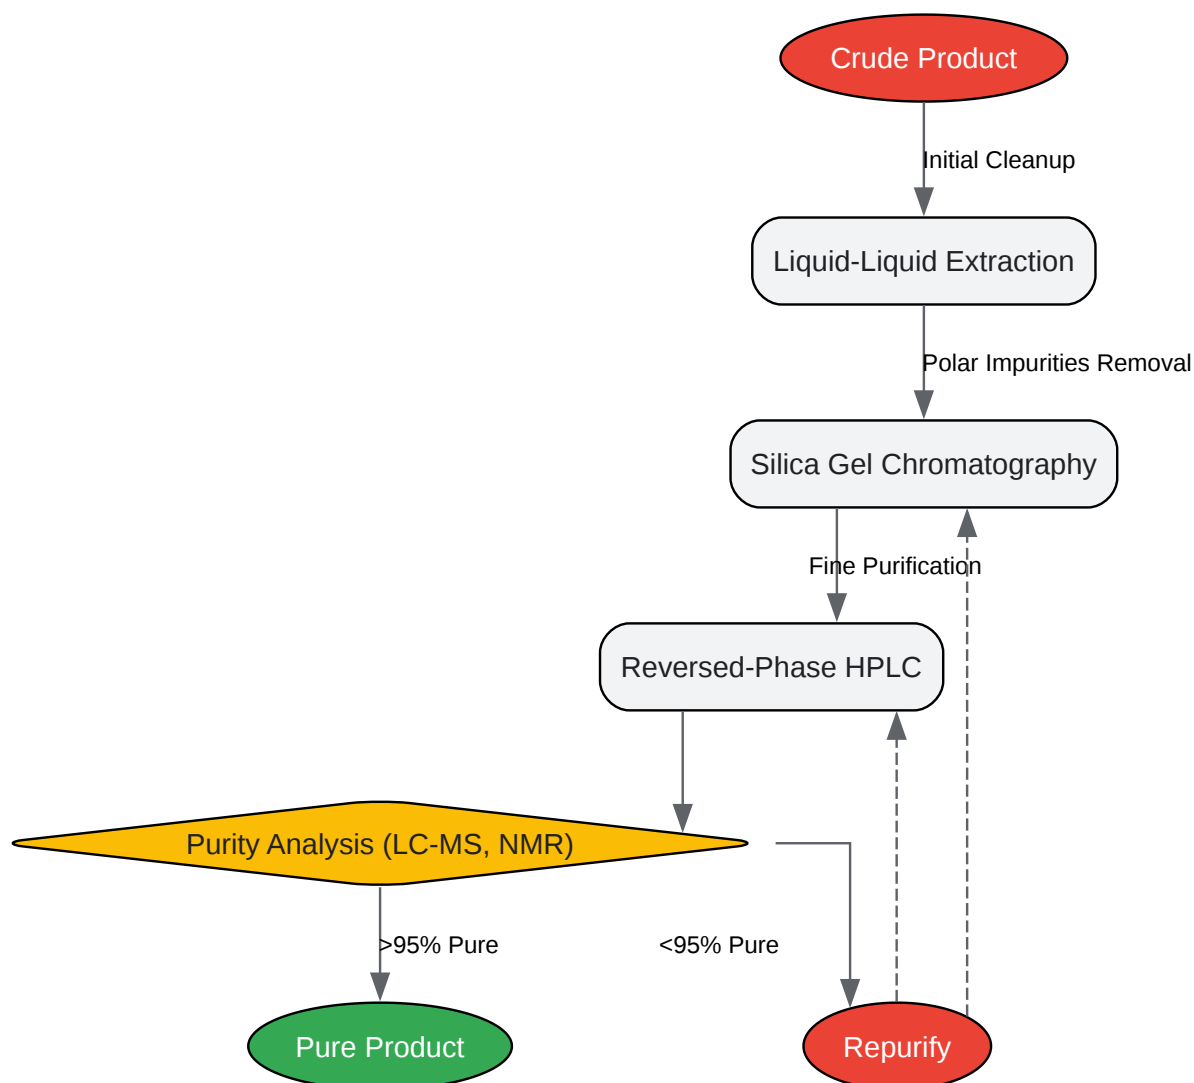 Crude Product
Initial Cleanup
Liquid-Liquid Extraction
Polar Impurities Removal
Silica Gel Chromatography
Fine Purification
Reversed-Phase HPLC
Purity Analysis (LC-MS, NMR)
>95% Pure
<95% Pure
Pure Product
Repurify